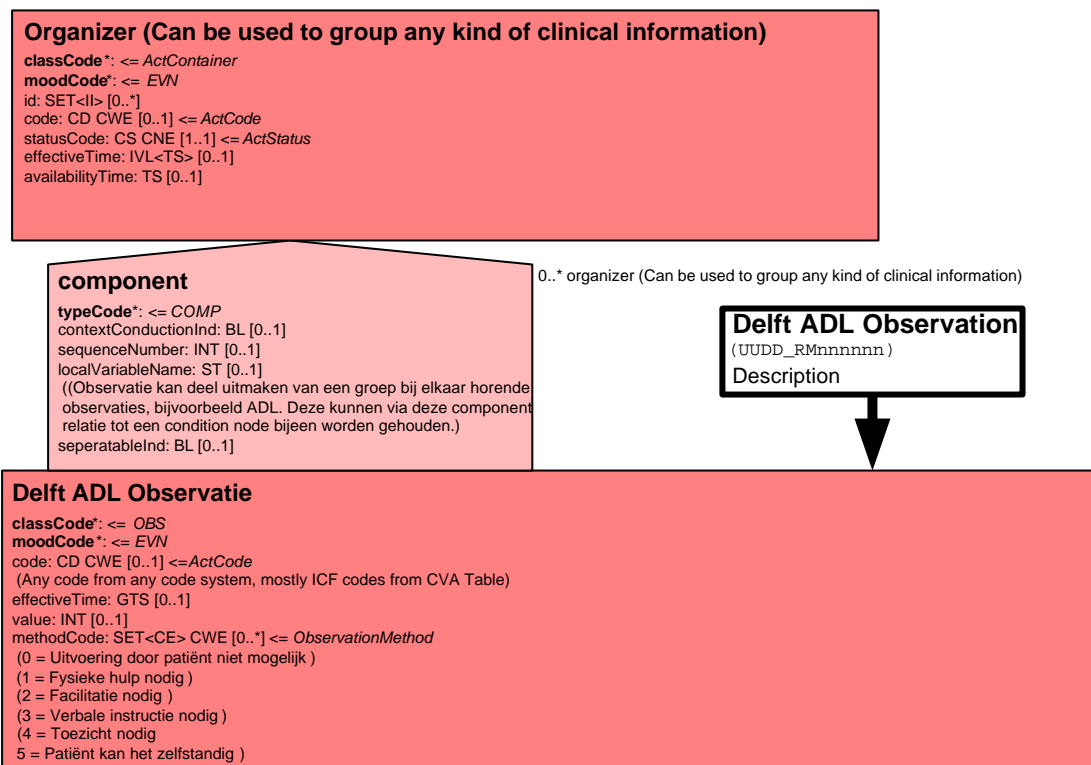 Organizer (Can be used to group any kind of clinical information)
classCode*: <= ActContainer
moodCode*: <= EVN
id: SET<II> [0..*]
code: CD CWE [0..1] <= ActCode
statusCode: CS CNE [1..1] <= ActStatus
effectiveTime: IVL<TS> [0..1]
availabilityTime: TS [0..1]
component
typeCode*: <= COMP
contextConductionInd: BL [0..1]
sequenceNumber: INT [0..1]
localVariableName: ST [0..1]
((Observatie kan deel uitmaken van een groep bij elkaar horende
observaties, bijvoorbeeld ADL. Deze kunnen via deze component
relatie tot een condition node bijeen worden gehouden.)
seperatableInd: BL [0..1]
0..* organizer (Can be used to group any kind of clinical information)
Delft ADL Observation
(UUDD_RMnnnnnn)
Description
Delft ADL Observatie
classCode*: <= OBS
moodCode*: <= EVN
code: CD CWE [0..1] <= ActCode
(Any code from any code system, mostly ICF codes from CVA Table)
effectiveTime: GTS [0..1]
value: INT [0..1]
methodCode: SET<CE> CWE [0..*] <= ObservationMethod
(0 = Uitvoering door patiënt niet mogelijk )
(1 = Fysieke hulp nodig )
(2 = Facilitatie nodig )
(3 = Verbale instructie nodig )
(4 = Toezicht nodig
5 = Patiënt kan het zelfstandig )